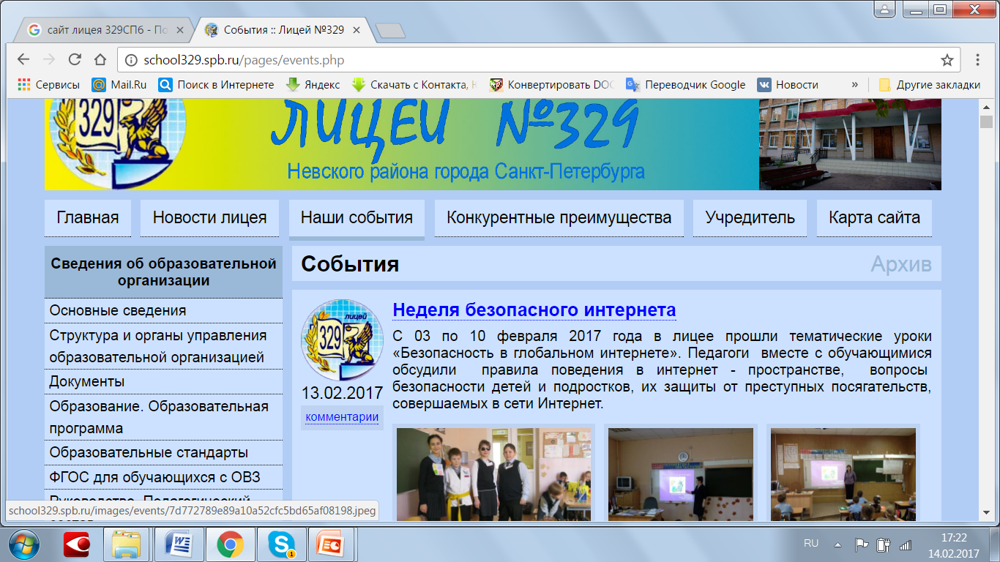 сайт лицея 329СПб - По
События :: Лицей №329
school329.spb.ru/pages/events.php
Сервисы
Mail.Ru
Поиск в Интернете
Яндекс
Скачать с Контакта,
Конвертировать DOC
Переводчик Google
Новости
»
Другие закладки
329
ЛИЦЕЙ №329
Невского района города Санкт-Петербурга
Главная
Новости лицея
Наши события
Конкурентные преимущества
Учредитель
Карта сайта
Сведения об образовательной
организации
Основные сведения
Структура и органы управления
образовательной организацией
Документы
Образование. Образовательная
программа
Образовательные стандарты
ФГОС для обучающихся с ОВЗ
Руководство. Педагогический
состав
События
Архив
лицей
329
13.02.2017
комментарии
Неделя безопасного интернета
С 03 по 10 февраля 2017 года в лицее прошли тематические уроки
«Безопасность в глобальном интернете». Педагоги вместе с обучающимися
обсудили правила поведения в интернет - пространстве, вопросы
безопасности детей и подростков, их защиты от преступных посягательств,
совершаемых в сети Интернет.
school329.spb.ru/images/events/7d772789e89a10a52cfc5bd65af08198.jpeg
1
RU
17:22
14.02.2017